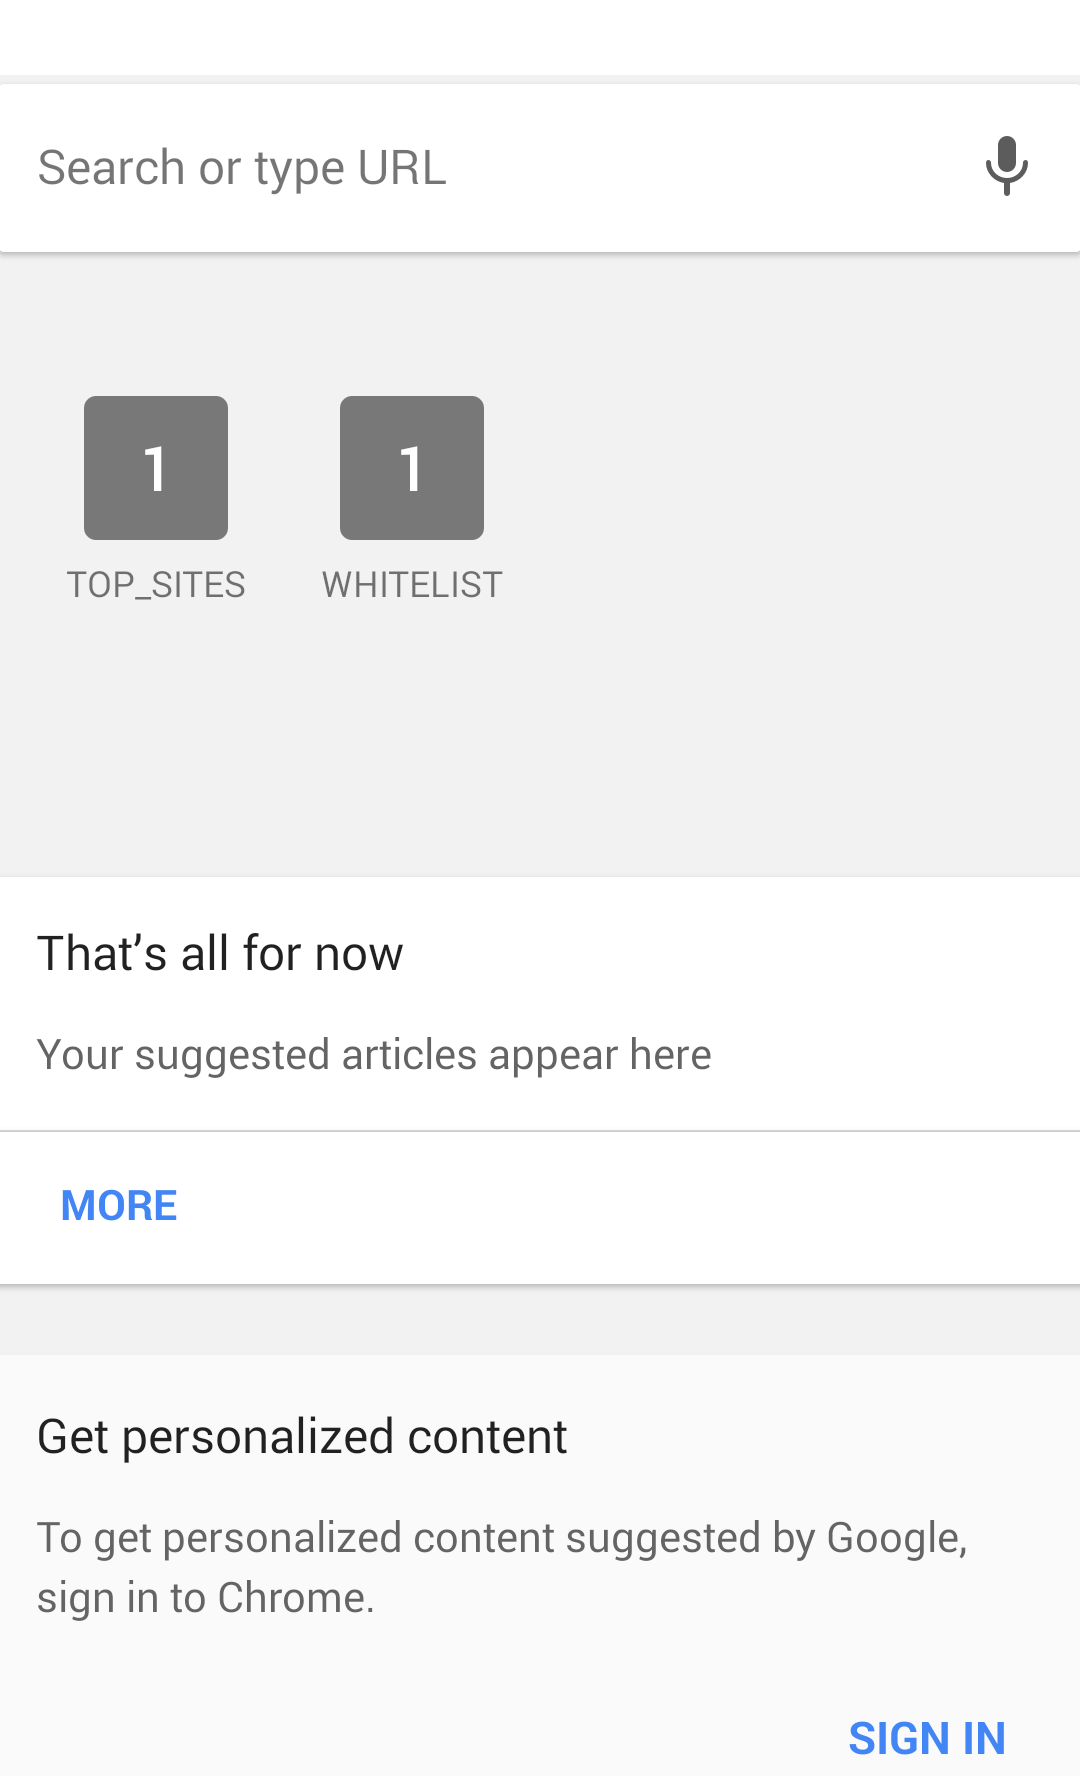 Search or type URL
1 1
TOP_SITES WHITELIST
That's all for now
Your suggested articles appear here
MORE
Get personalized content
To get personalized content suggested by Google,
sign in to Chrome.
SIGN IN